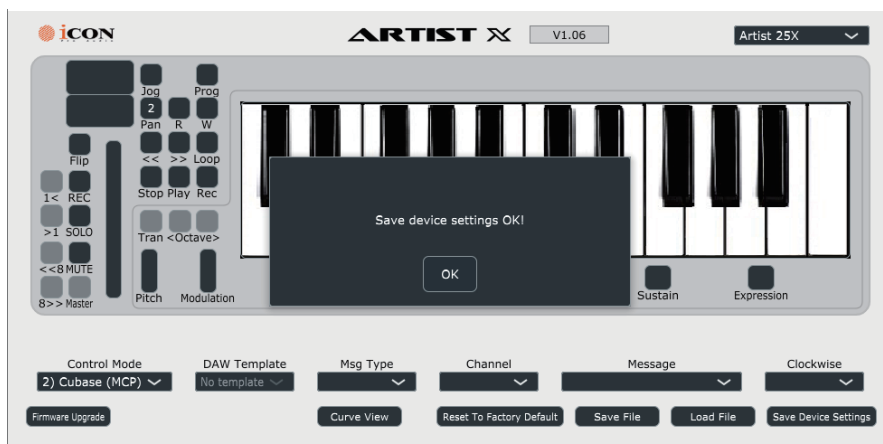 icon
ARTIST X
V1.06
Artist 25X
Jog
Prog
2
Pan R W
Flip
<< >> Loop
1< REC
Stop Play Rec
>1 SOLO
Tran <Octave>
<<8 MUTE
8>> Master
Pitch
Modulation
Save device settings OK!
OK
Sustain
Expression
Control Mode
DAW Template
Msg Type
Channel
Message
Clockwise
2) Cubase (MCP)
No template
Firmware Upgrade
Curve View
Reset To Factory Default
Save File
Load File
Save Device Settings